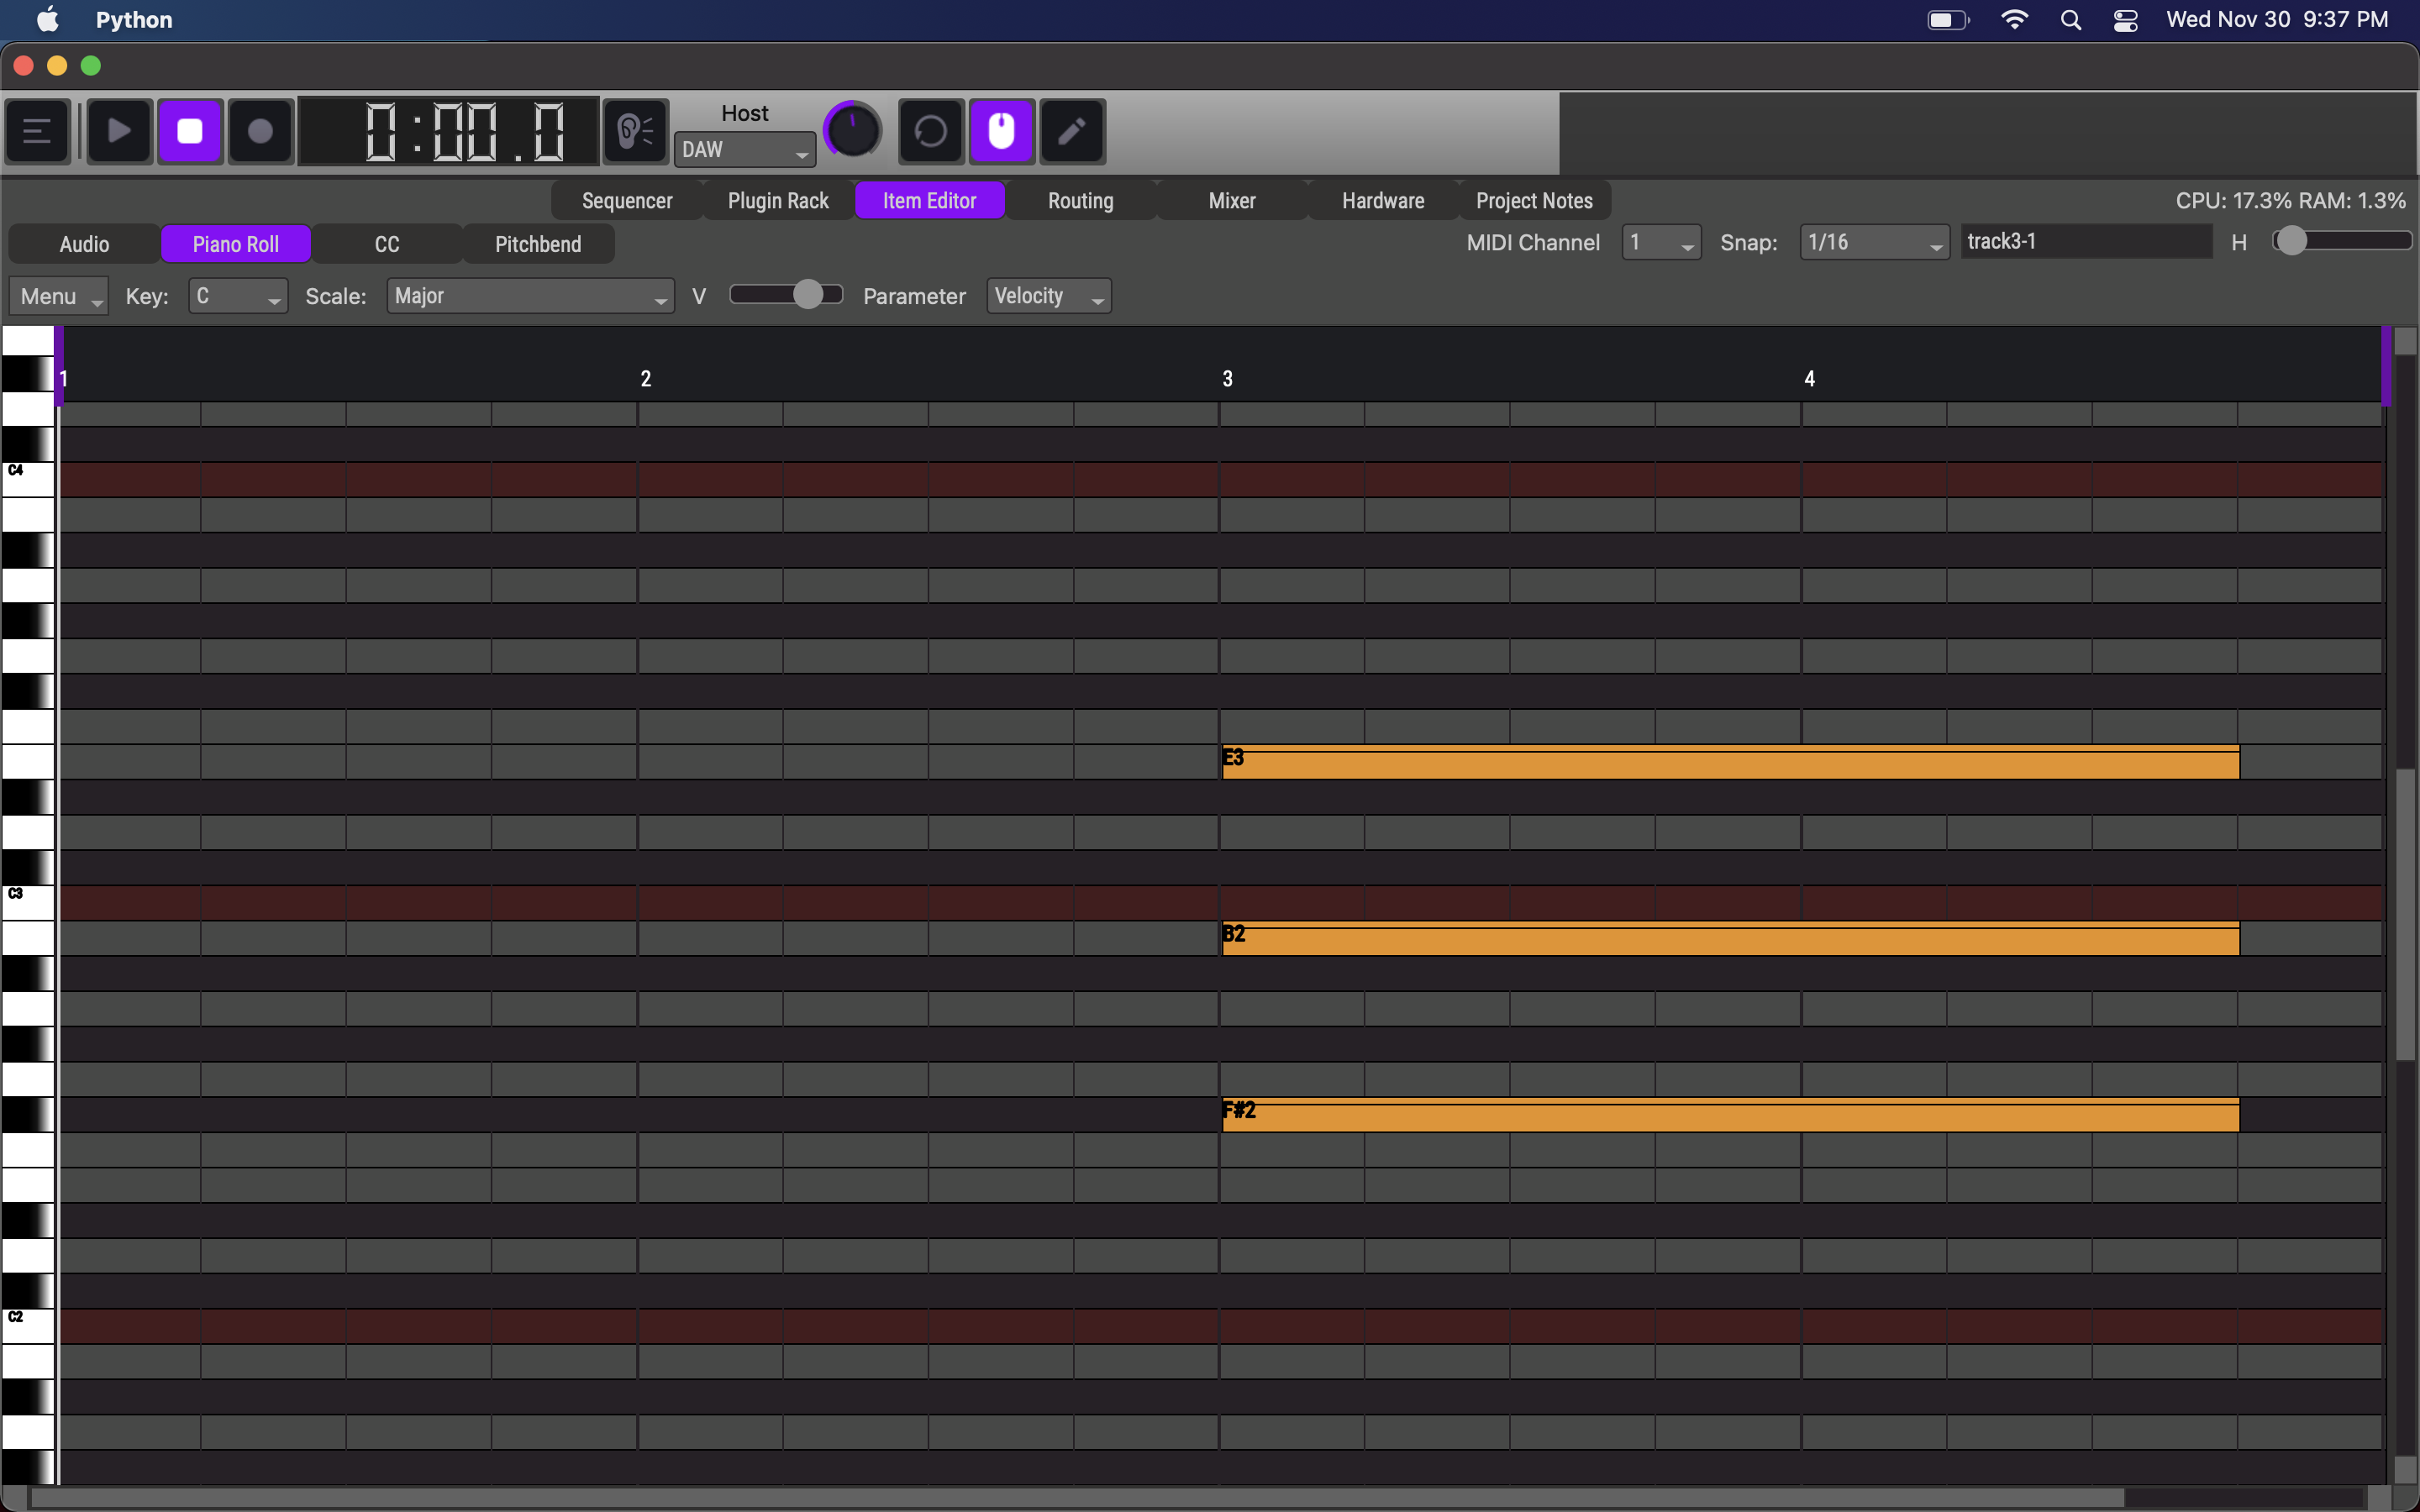 Python
Wed Nov 30 9:37 PM
0:00.0
Host
DAW
Sequencer Plugin Rack Item Editor Routing Mixer Hardware Project Notes
CPU: 17.3% RAM: 1.3%
Audio Piano Roll CC Pitchbend
MIDI Channel 1 Snap: 1/16 track3-1 H
Menu Key: C Scale: Major V Parameter Velocity
1 2 3 4
C4
E3
C3
B2
F#2
C2